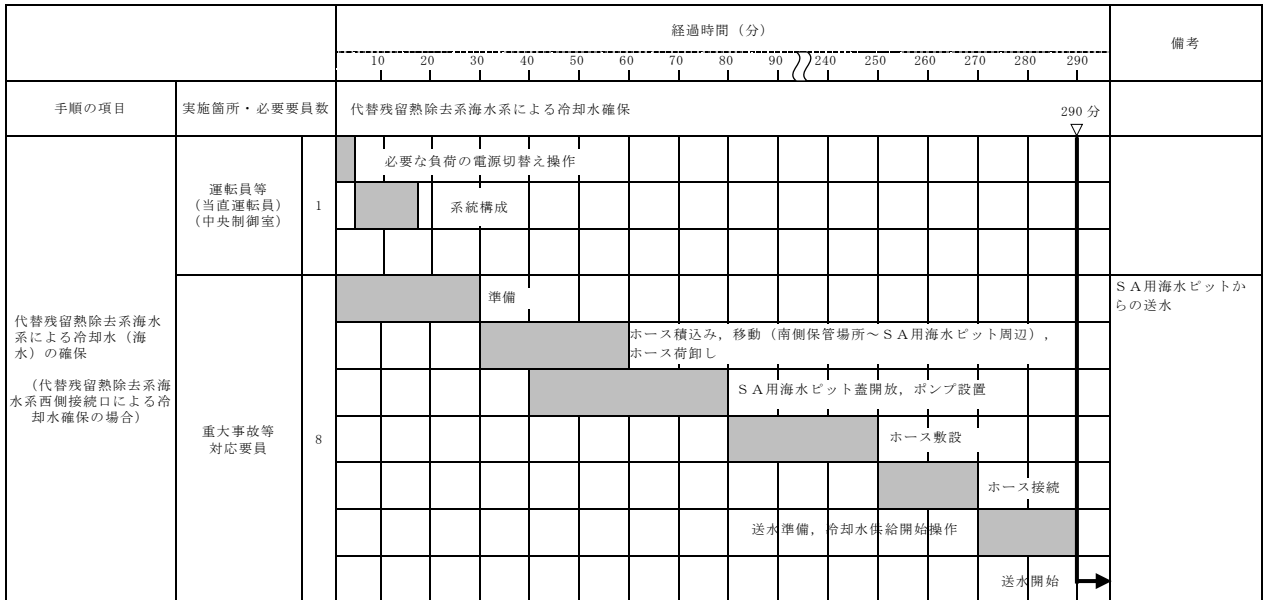 経過時間（分）
備考
10 20 30 40 50 60 70 80 90 240 250 260 270 280 290
手順の項目
実施箇所・必要要員数
代替残留熱除去系海水系による冷却水確保
290 分
必要な負荷の電源切替え操作
運転員等
（当直運転員）
（中央制御室）
1
系統構成
代替残留熱除去系海水
系による冷却水（海
水）の確保
（代替残留熱除去系海
水系西側接続口による冷
却水確保の場合）
重大事故等
対応要員
8
準備
ＳＡ用海水ピットか
らの送水
ホース積込み，移動（南側保管場所～ＳＡ用海水ピット周辺），
ホース荷卸し
ＳＡ用海水ピット蓋開放，ポンプ設置
ホース敷設
ホース接続
送水準備，冷却水供給開始操作
送水開始